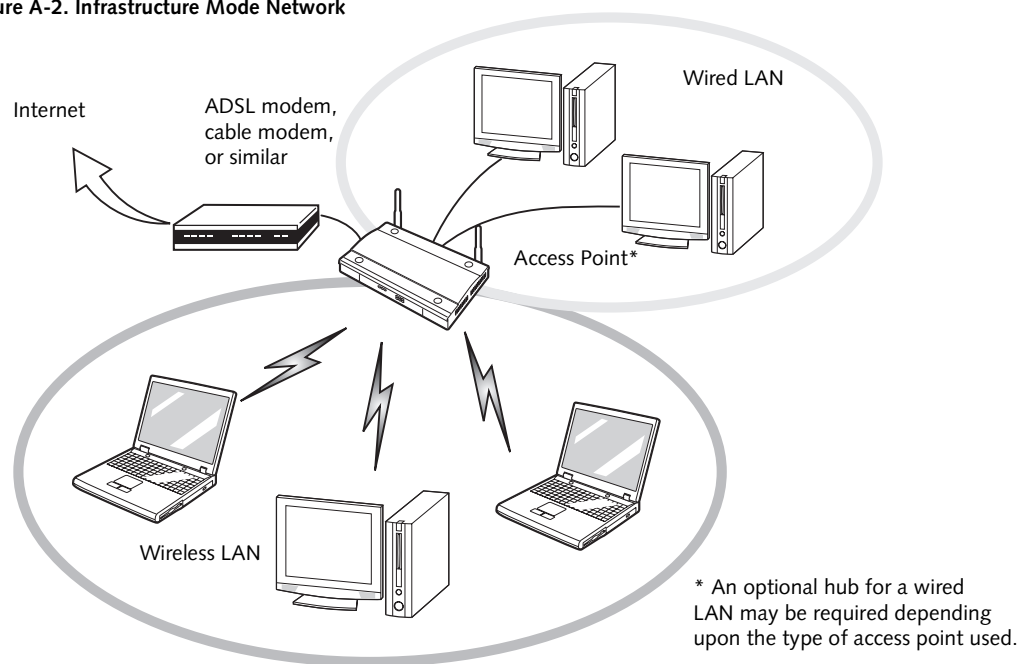 ure A-2. Infrastructure Mode Network
Wired LAN
Internet
ADSL modem,
cable modem,
or similar
Access Point*
Wireless LAN
* An optional hub for a wired
LAN may be required depending
upon the type of access point used.